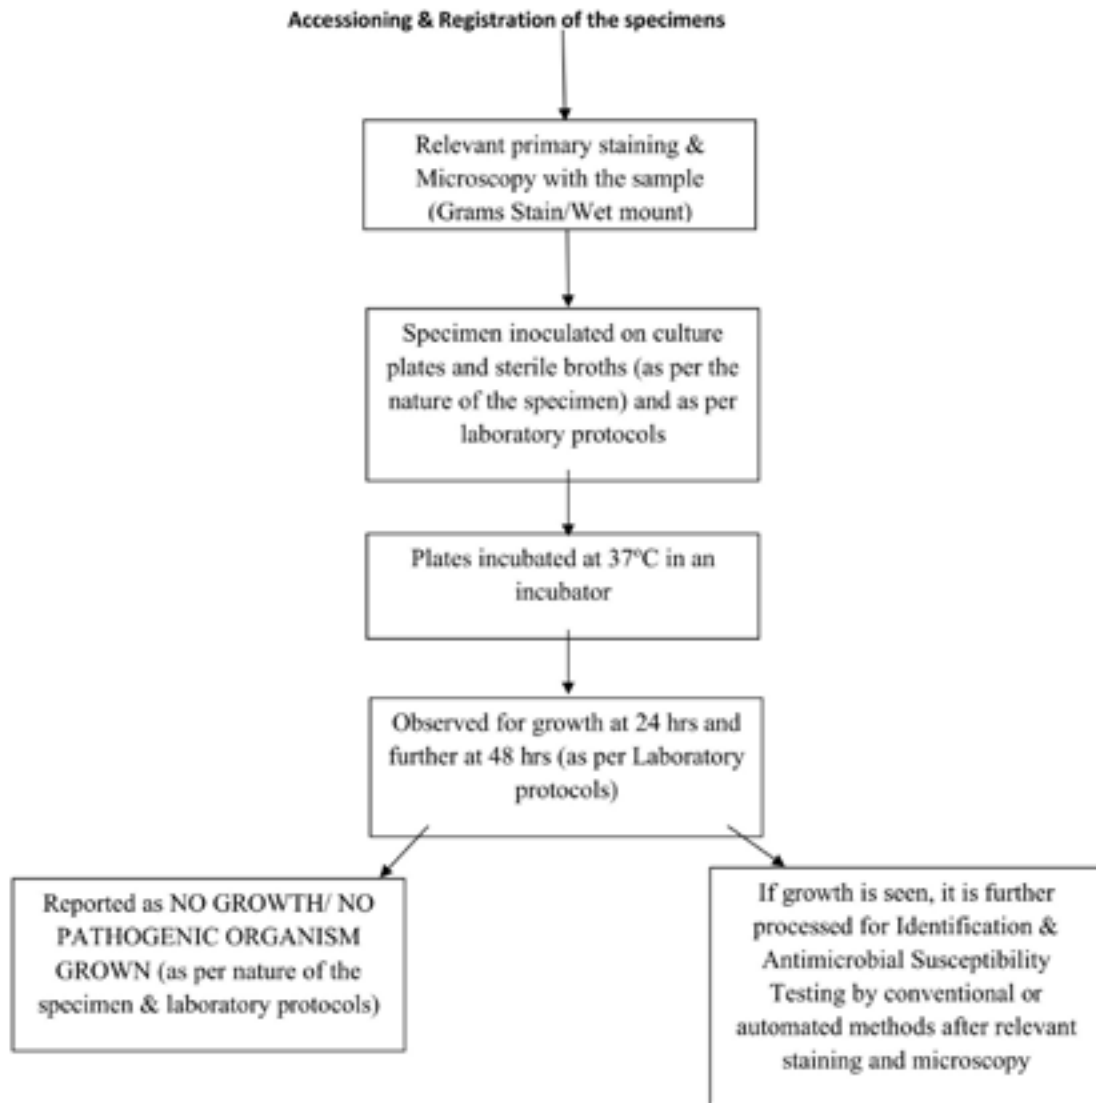 Accessioning & Registration of the specimens
Relevant primary staining &
Microscopy with the sample
(Grams Stain/Wet mount)
Specimen inoculated on culture
plates and sterile broths (as per the
nature of the specimen) and as per
laboratory protocols
Plates incubated at 37ºC in an
incubator
Observed for growth at 24 hrs and
further at 48 hrs (as per Laboratory
protocols)
Reported as NO GROWTH/ NO
PATHOGENIC ORGANISM
GROWN (as per nature of the
specimen & laboratory protocols)
If growth is seen, it is further
processed for Identification &
Antimicrobial Susceptibility
Testing by conventional or
automated methods after relevant
staining and microscopy